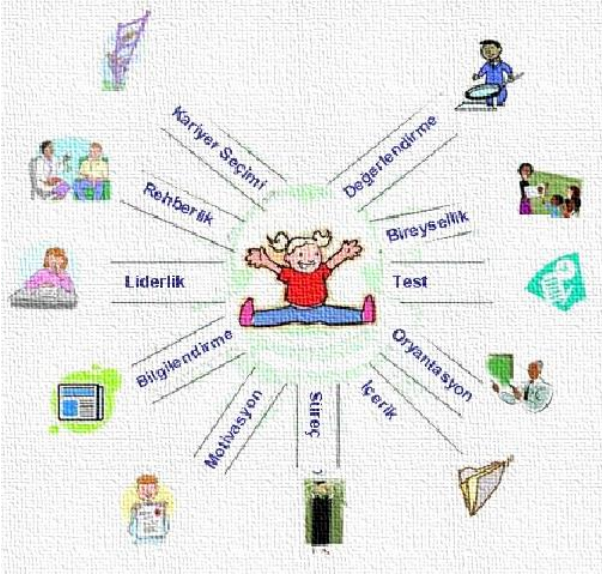 Kariyer Seçimi
Değerlendirme
Rehberlik
Bireysellik
Liderlik
Test
Bilgilendirme
Oryantasyon
Motivasyon
Süreç
İçerik